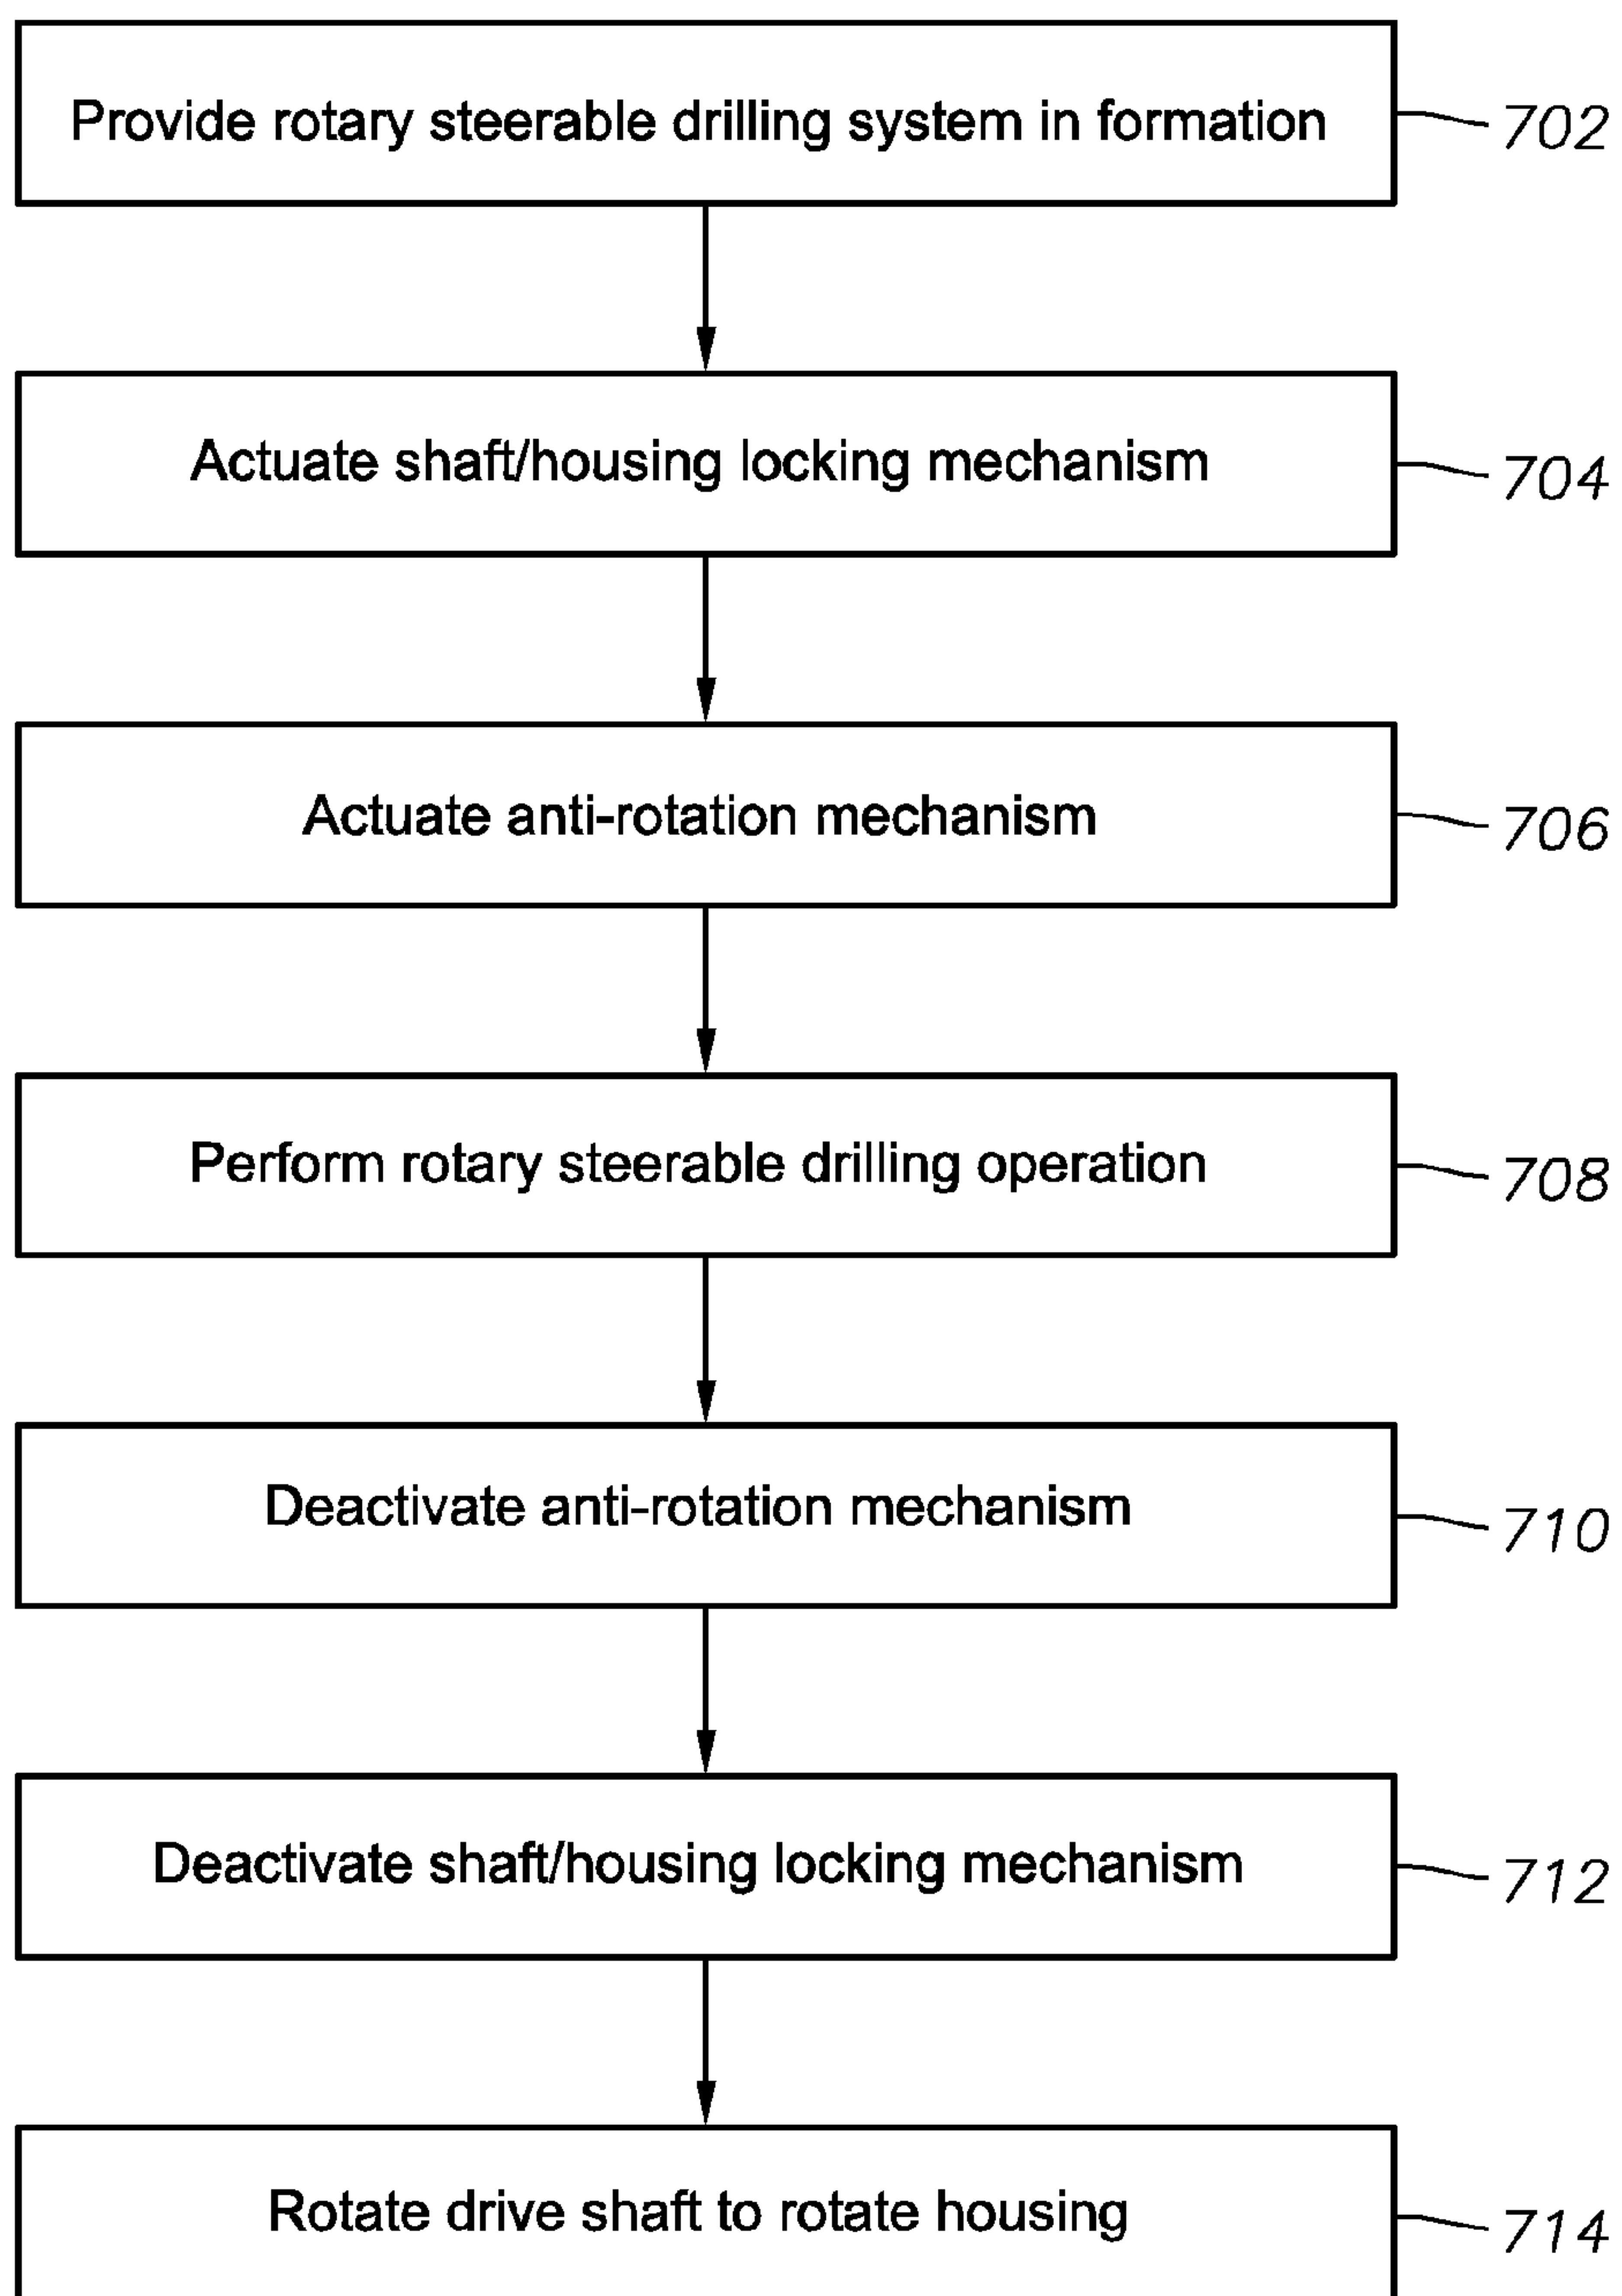 Provide rotary steerable drilling system in formation 702
Actuate shaft/housing locking mechanism 704
Actuate anti-rotation mechanism 706
Perform rotary steerable drilling operation 708
Deactivate anti-rotation mechanism 710
Deactivate shaft/housing locking mechanism 712
Rotate drive shaft to rotate housing 714